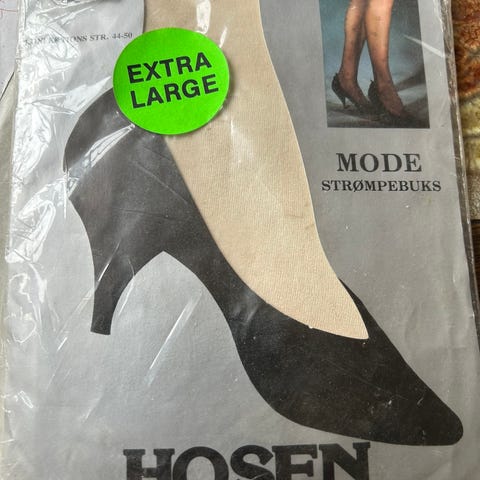 STR. 44-50
EXTRA
LARGE
MODE
STRØMPEBUKS
HOSEN